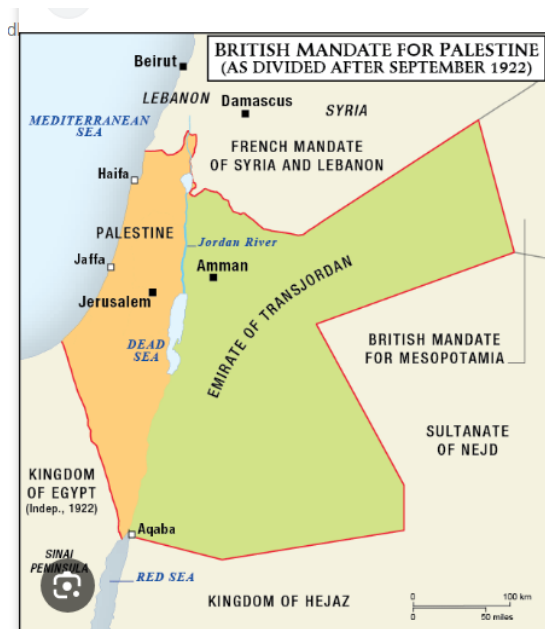 d
BRITISH MANDATE FOR PALESTINE
(AS DIVIDED AFTER SEPTEMBER 1922)
Beirut
LEBANON
Damascus
SYRIA
MEDITERRANEAN
SEA
FRENCH MANDATE
OF SYRIA AND LEBANON
Haifa
PALESTINE
Jordan River
Jaffa
Amman
Jerusalem
EMIRATE OF TRANSJORDAN
DEAD
SEA
BRITISH MANDATE
FOR MESOPOTAMIA
SULTANATE
OF NEJD
KINGDOM
OF EGYPT
(Indep., 1922)
Aqaba
SINAI
PENINSULA
RED SEA
KINGDOM OF HEJAZ
0 100 km
0 50 miles